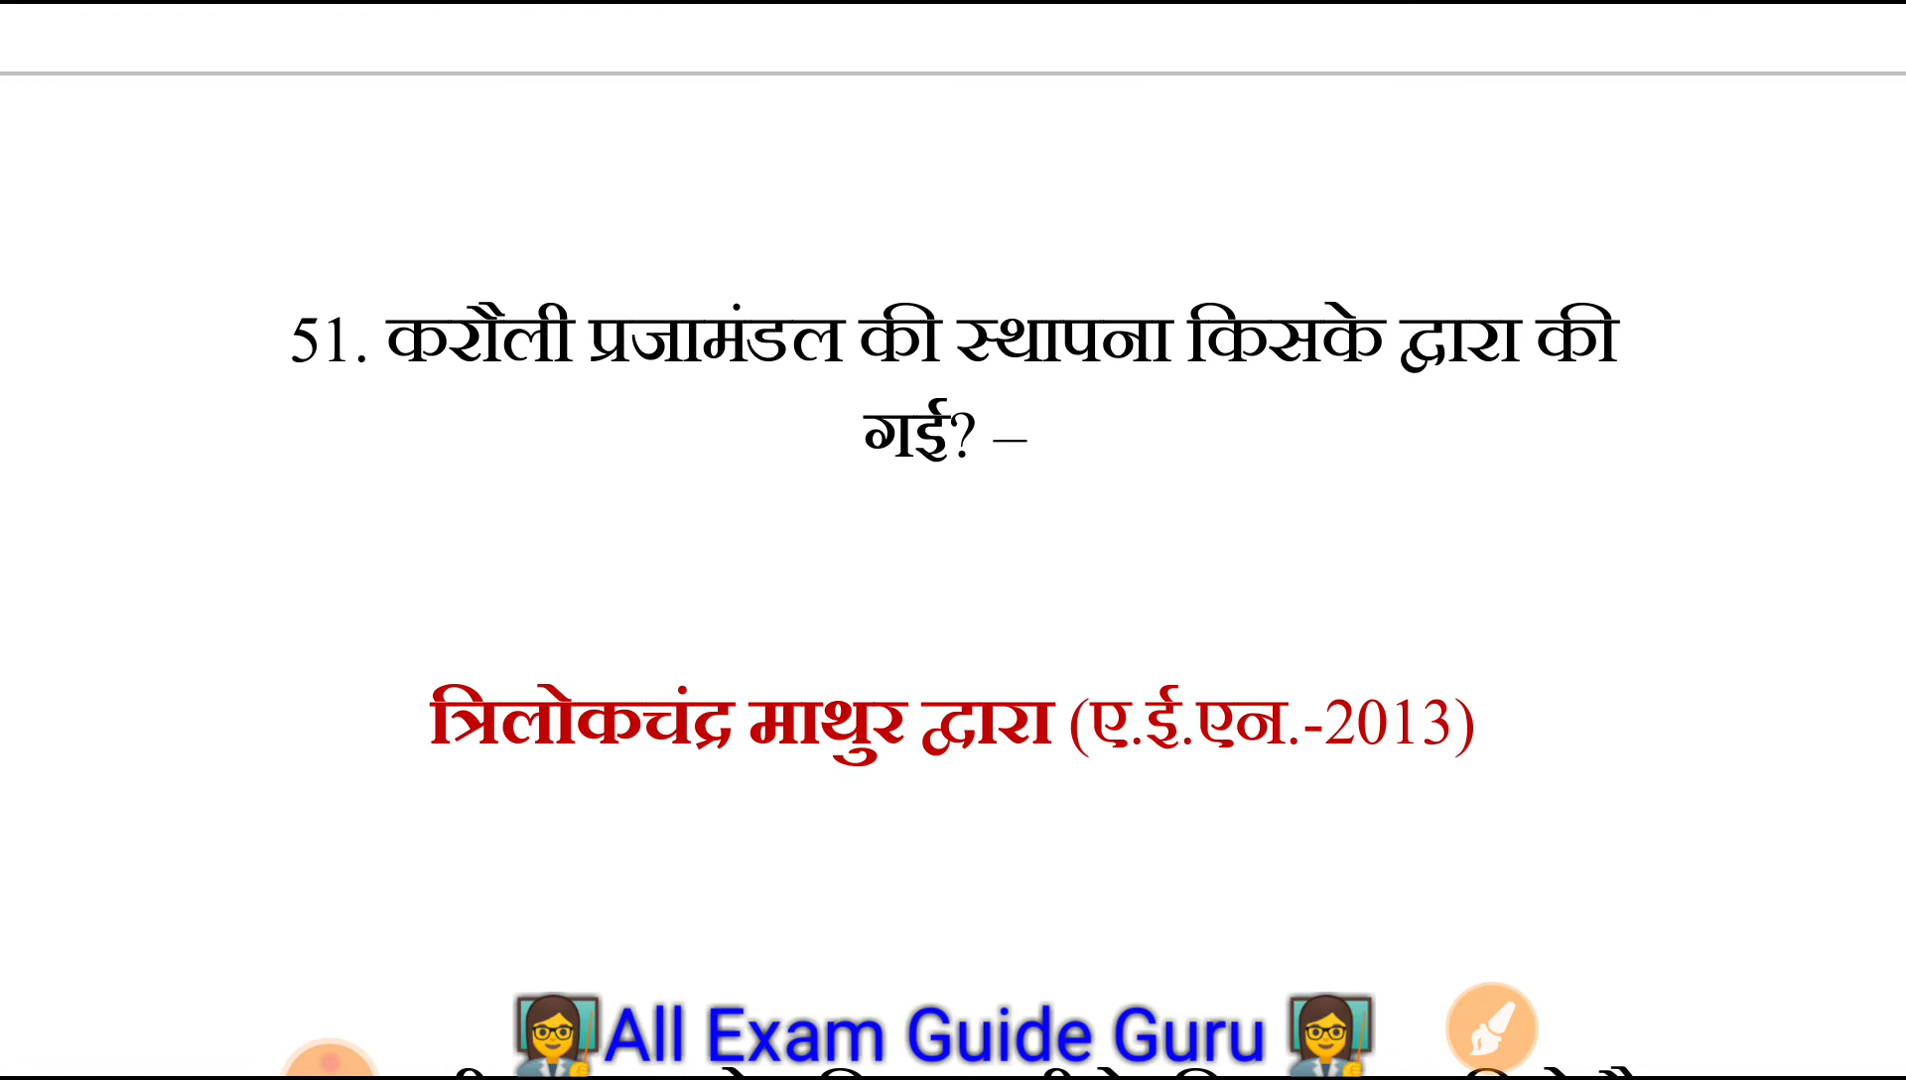 51. करौली प्रजामंडल की स्थापना किसके द्वारा की
गई? –
त्रिलोकचंद्र माथुर द्वारा (ए.ई.एन.-2013)
All Exam Guide Guru